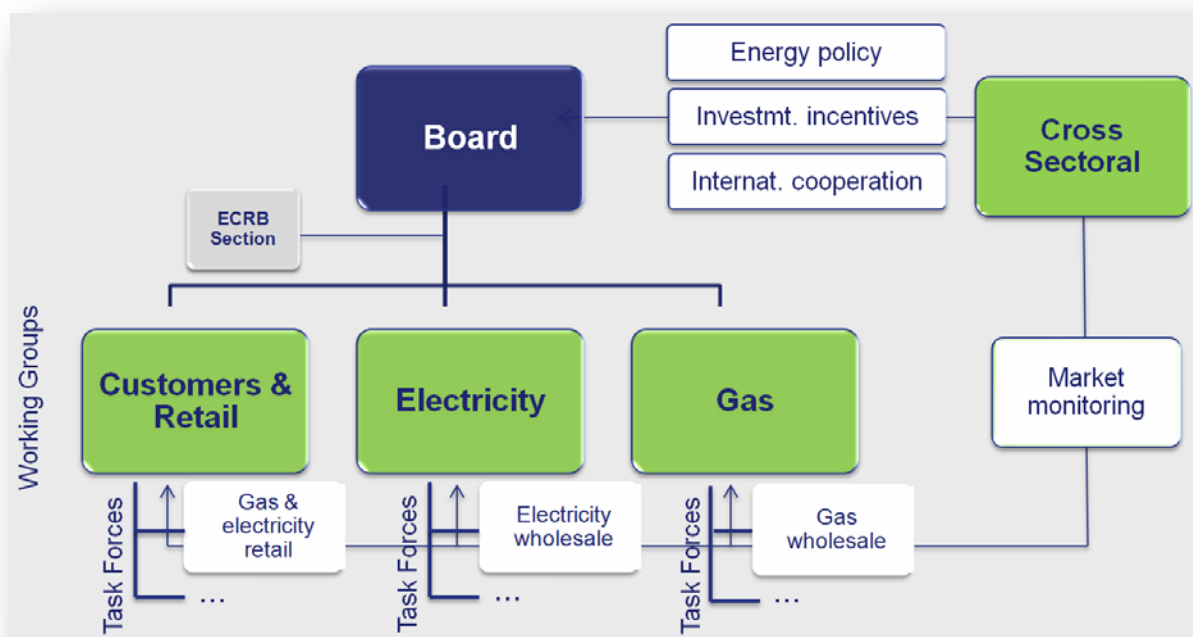 Energy policy
Board
Investmt. incentives
Cross
Sectoral
Internat. cooperation
ECRB
Section
Working Groups
Customers &
Retail
Electricity
Gas
Market
monitoring
Task Forces
Gas &
electricity
retail
...
Task Forces
Electricity
wholesale
...
Task Forces
Gas
wholesale
...